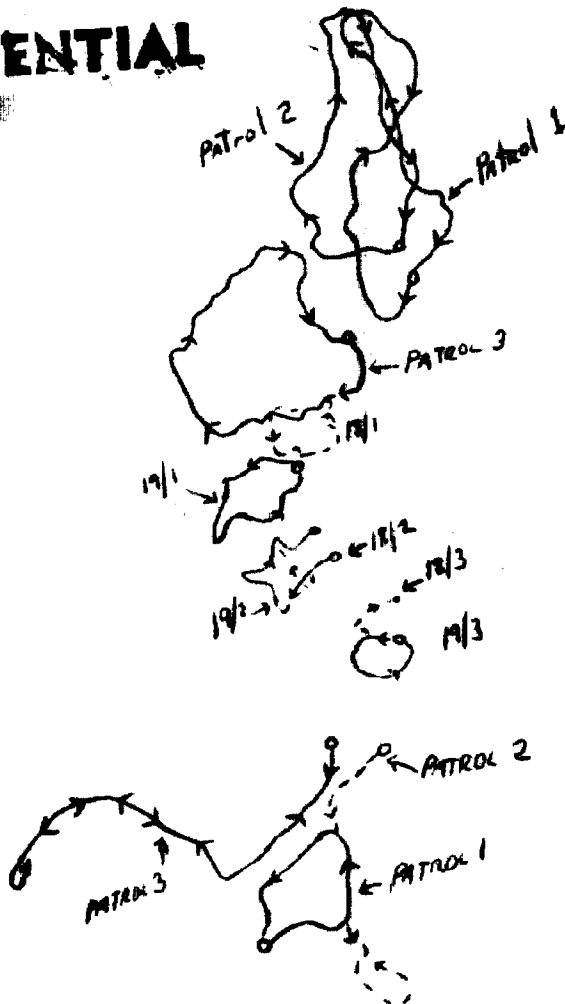 ENTIAL
PATrol 2
PAtrol 1
PATROL 3
18/1
19/1
18/2
18/3
19/2
19/3
PATROL 2
PATROL 1
PATROL 3